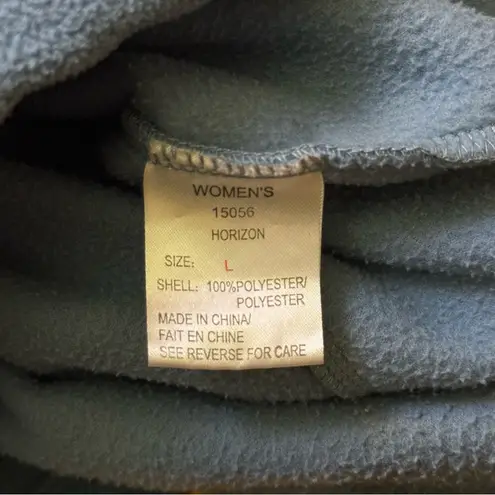 WOMEN'S
15056
HORIZON
SIZE: L
SHELL: 100%POLYESTER/
POLYESTER
MADE IN CHINA/
FAIT EN CHINE
SEE REVERSE FOR CARE